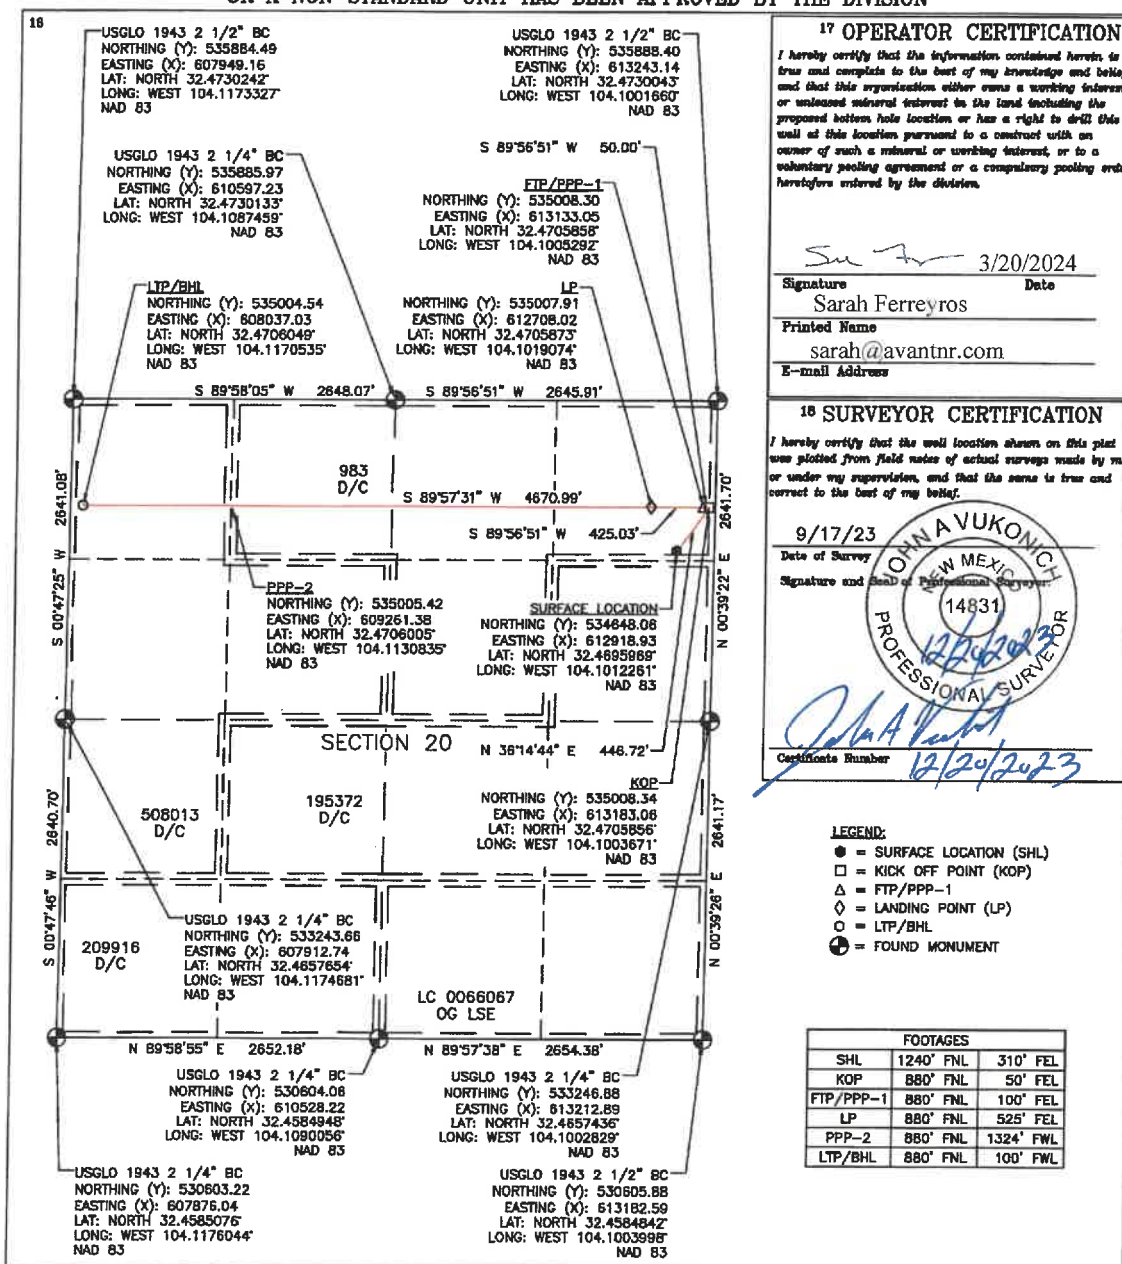 OR A NON-STANDARD UNIT HAS BEEN APPROVED BY THE DIVISION
16
USGLO 1943 2 1/2" BC
NORTHING (Y): 535884.49
EASTING (X): 607949.16
LAT: NORTH 32.4730242°
LONG: WEST 104.1173327°
NAD 83
USGLO 1943 2 1/2" BC
NORTHING (Y): 535888.40
EASTING (X): 613243.14
LAT: NORTH 32.4730043°
LONG: WEST 104.1001660°
NAD 83
USGLO 1943 2 1/4" BC
NORTHING (Y): 535885.97
EASTING (X): 610597.23
LAT: NORTH 32.4730133°
LONG: WEST 104.1087459°
NAD 83
S 89°56'51" W 50.00'
FTP/PPP-1
NORTHING (Y): 535008.30
EASTING (X): 613133.05
LAT: NORTH 32.4705858°
LONG: WEST 104.1005292°
NAD 83
LTP/BHL
NORTHING (Y): 535004.54
EASTING (X): 608037.03
LAT: NORTH 32.4706049°
LONG: WEST 104.1170535°
NAD 83
LP
NORTHING (Y): 535007.91
EASTING (X): 612708.02
LAT: NORTH 32.4705873°
LONG: WEST 104.1019074°
NAD 83
S 89°58'05" W 2648.07'
S 89°56'51" W 2645.91'
983
D/C
S 89°57'31" W 4670.99'
S 89°56'51" W 425.03'
S 00°47'25" W 2641.08'
N 00°39'22" E 2641.70'
PPP-2
NORTHING (Y): 535005.42
EASTING (X): 609261.38
LAT: NORTH 32.4706005°
LONG: WEST 104.1130835°
NAD 83
SURFACE LOCATION
NORTHING (Y): 534648.06
EASTING (X): 612918.93
LAT: NORTH 32.4695989°
LONG: WEST 104.1012261°
NAD 83
SECTION 20
N 36°14'44" E 446.72'
KOP
NORTHING (Y): 535008.34
EASTING (X): 613183.06
LAT: NORTH 32.4705856°
LONG: WEST 104.1003671°
NAD 83
508013
D/C
195372
D/C
S 00°47'46" W 2640.70'
N 00°39'26" E 2641.17'
USGLO 1943 2 1/4" BC
NORTHING (Y): 533243.66
EASTING (X): 607912.74
LAT: NORTH 32.4657654°
LONG: WEST 104.1174681°
NAD 83
209916
D/C
LC 0066067
OG LSE
N 89°58'55" E 2652.18'
N 89°57'38" E 2654.38'
USGLO 1943 2 1/4" BC
NORTHING (Y): 530604.06
EASTING (X): 610528.22
LAT: NORTH 32.4584948°
LONG: WEST 104.1090056°
NAD 83
USGLO 1943 2 1/4" BC
NORTHING (Y): 533246.88
EASTING (X): 613212.89
LAT: NORTH 32.4657436°
LONG: WEST 104.1002829°
NAD 83
USGLO 1943 2 1/4" BC
NORTHING (Y): 530603.22
EASTING (X): 607876.04
LAT: NORTH 32.4585076°
LONG: WEST 104.1176044°
NAD 83
USGLO 1943 2 1/2" BC
NORTHING (Y): 530605.88
EASTING (X): 613182.59
LAT: NORTH 32.4584842°
LONG: WEST 104.1003998°
NAD 83
17 OPERATOR CERTIFICATION
I hereby certify that the information contained herein is
true and complete to the best of my knowledge and belie
and that this organization either owns a working interes
or unleased mineral interest in the land including the
proposed bottom hole location or has a right to drill this
well at this location pursuant to a contract with an
owner of such a mineral or working interest, or to a
voluntary pooling agreement or a compulsory pooling orde
heretofore entered by the division.
3/20/2024
Signature Date
Sarah Ferreyros
Printed Name
sarah@avantnr.com
E-mail Address
18 SURVEYOR CERTIFICATION
I hereby certify that the well location shown on this plat
was plotted from field notes of actual surveys made by m
or under my supervision, and that the same is true and
correct to the best of my belief.
9/17/23
Date of Survey
Signature and Seal of Professional Surveyor:
JOHN A VUKONICH
NEW MEXICO
14831
PROFESSIONAL SURVEYOR
12/20/2023
Certificate Number 12/20/2023
LEGEND:
= SURFACE LOCATION (SHL)
= KICK OFF POINT (KOP)
= FTP/PPP-1
= LANDING POINT (LP)
= LTP/BHL
= FOUND MONUMENT
FOOTAGES
SHL 1240' FNL 310' FEL
KOP 880' FNL 50' FEL
FTP/PPP-1 880' FNL 100' FEL
LP 880' FNL 525' FEL
PPP-2 880' FNL 1324' FWL
LTP/BHL 880' FNL 100' FWL